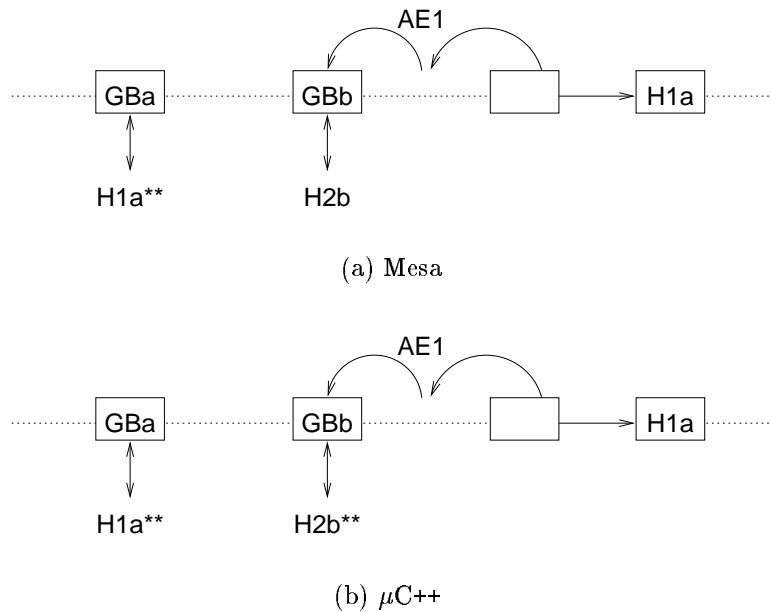 AE1
GBa GBb H1a
H1a** H2b
(a) Mesa
AE1
GBa GBb H1a
H1a** H2b**
(b) μC++